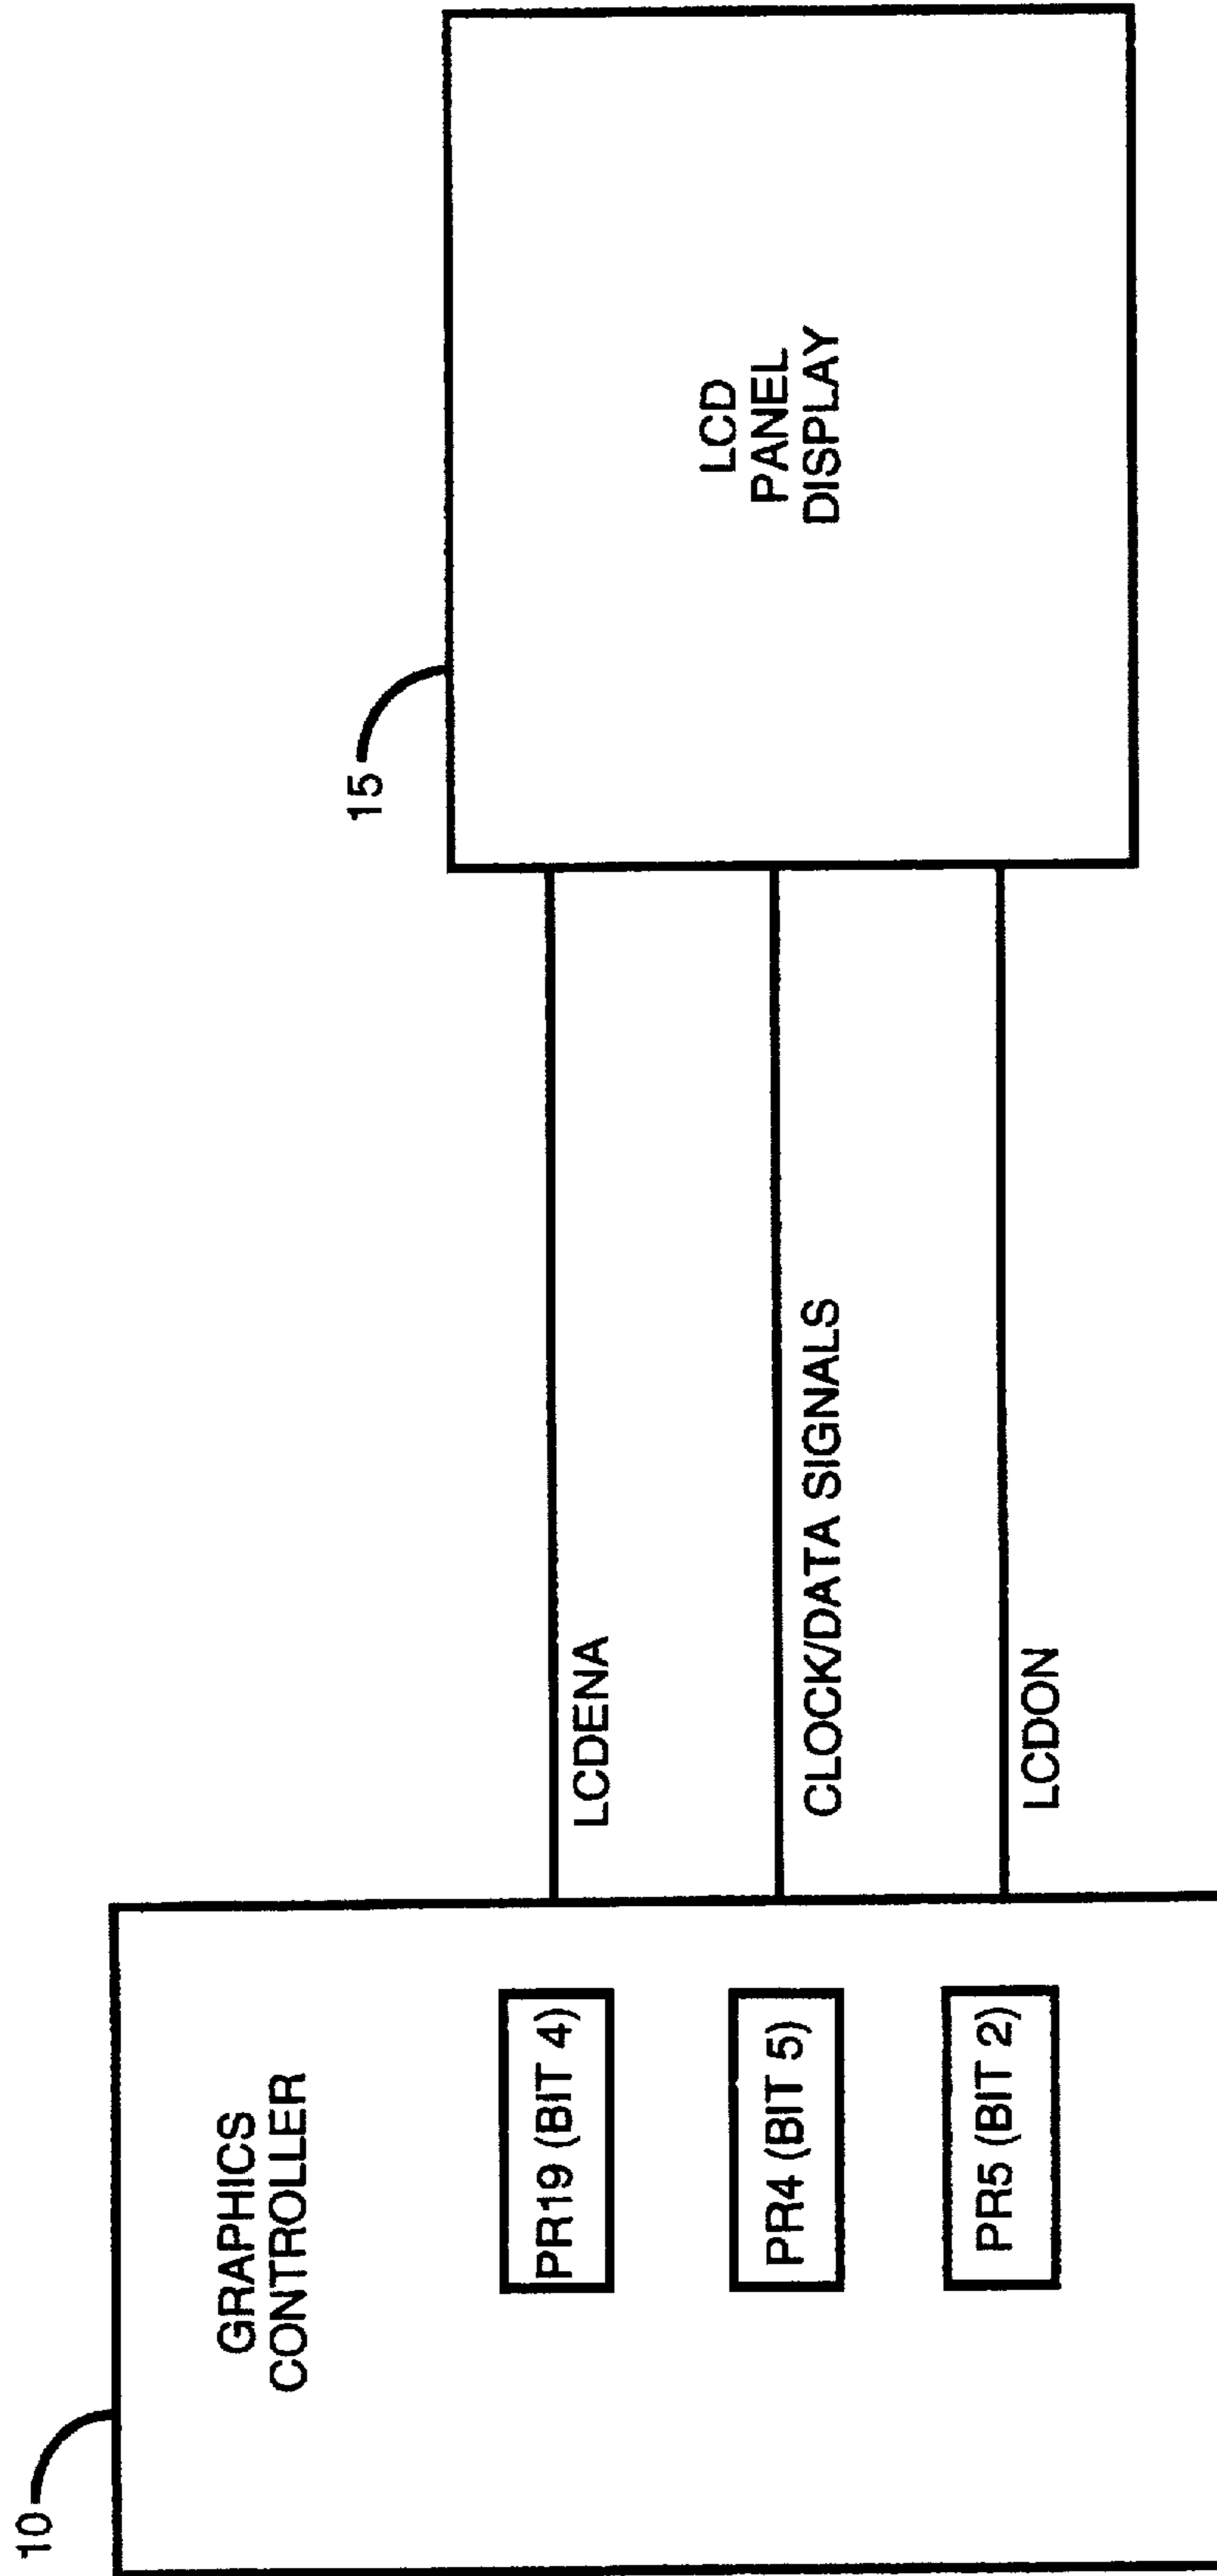 10
GRAPHICS
CONTROLLER
PR19 (BIT 4)
PR4 (BIT 5)
PR5 (BIT 2)
LCDENA
CLOCK/DATA SIGNALS
LCDON
15
LCD
PANEL
DISPLAY